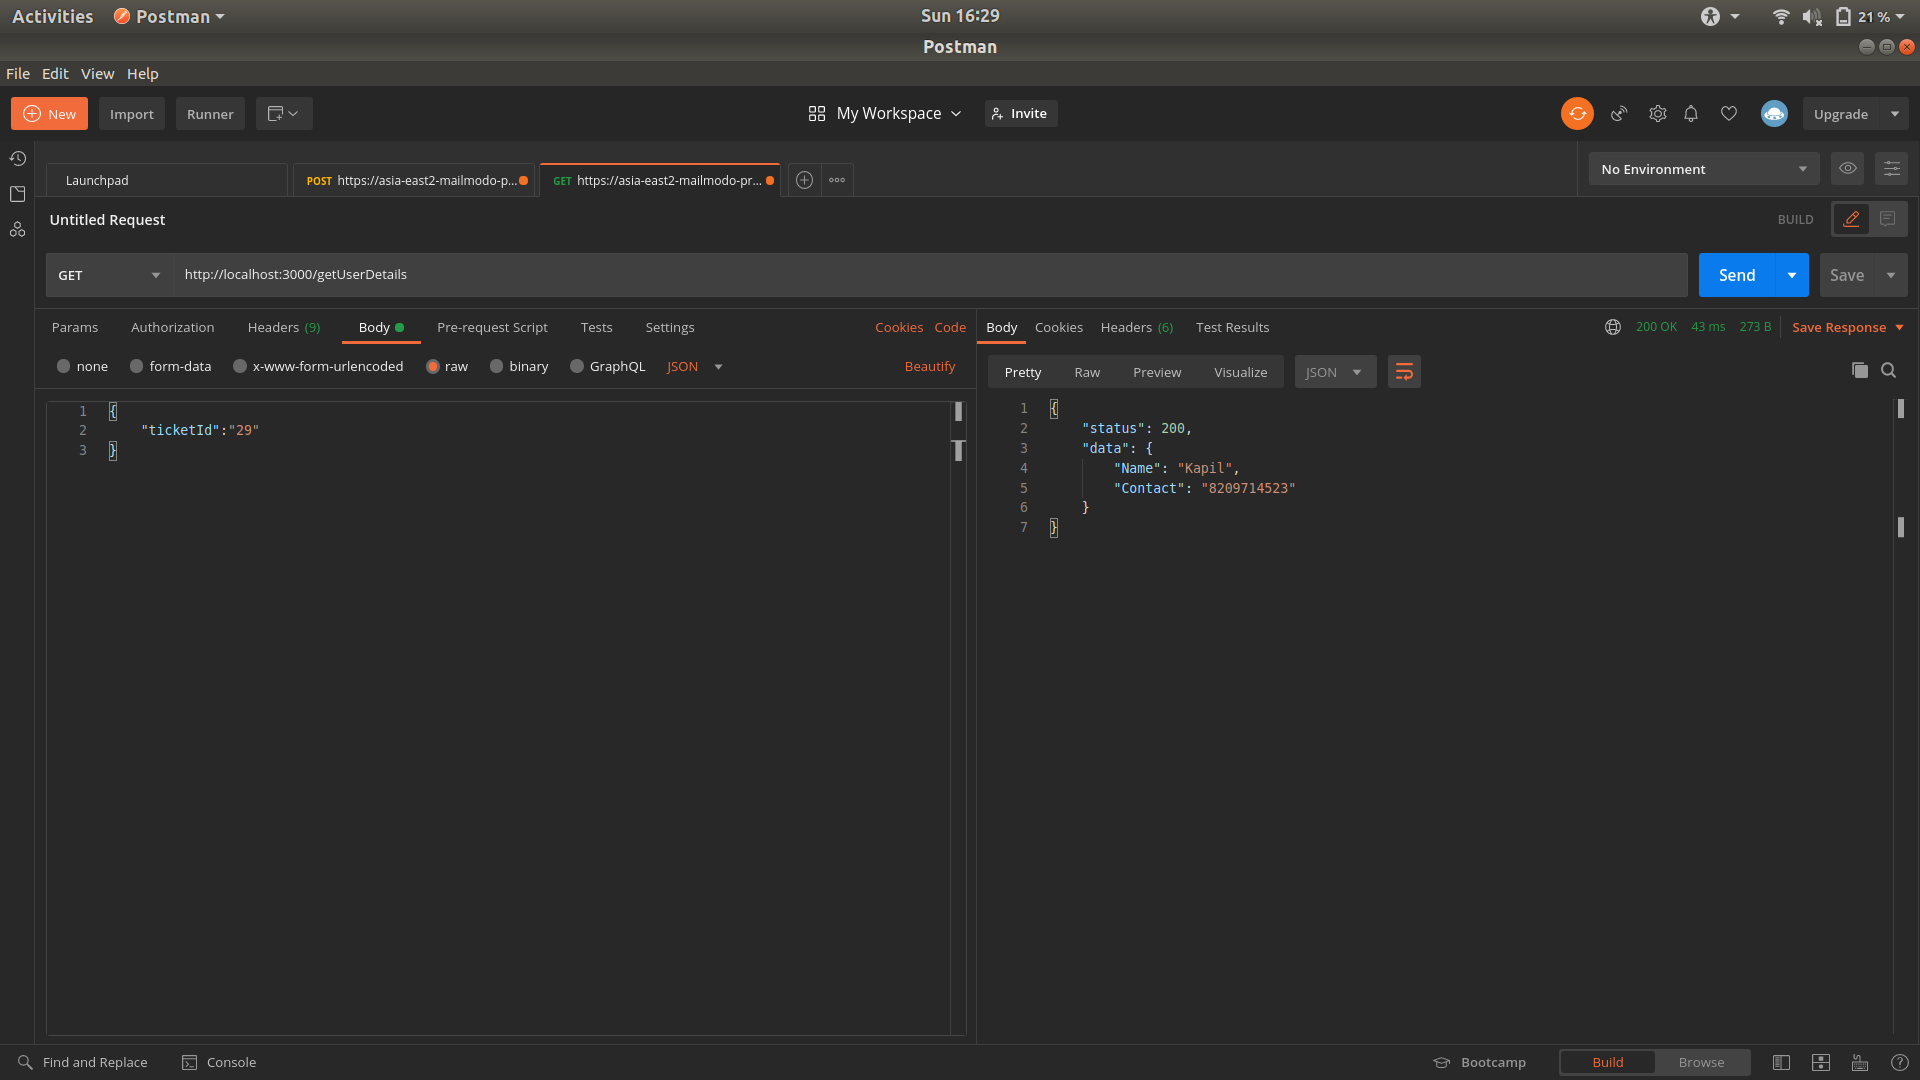 Activities Postman Sun 16:29 21 %
Postman
File Edit View Help
New Import Runner My Workspace Invite Upgrade
Launchpad POST https://asia-east2-mailmodo-p... GET https://asia-east2-mailmodo-pr... No Environment
Untitled Request BUILD
GET http://localhost:3000/getUserDetails Send Save
Params Authorization Headers (9) Body Pre-request Script Tests Settings Cookies Code
none form-data x-www-form-urlencoded raw binary GraphQL JSON Beautify
1 {
2 "ticketId":"29"
3 }
Body Cookies Headers (6) Test Results 200 OK 43 ms 273 B Save Response
Pretty Raw Preview Visualize JSON
1 {
2 "status": 200,
3 "data": {
4 "Name": "Kapil",
5 "Contact": "8209714523"
6 }
7 }
Find and Replace Console Bootcamp Build Browse